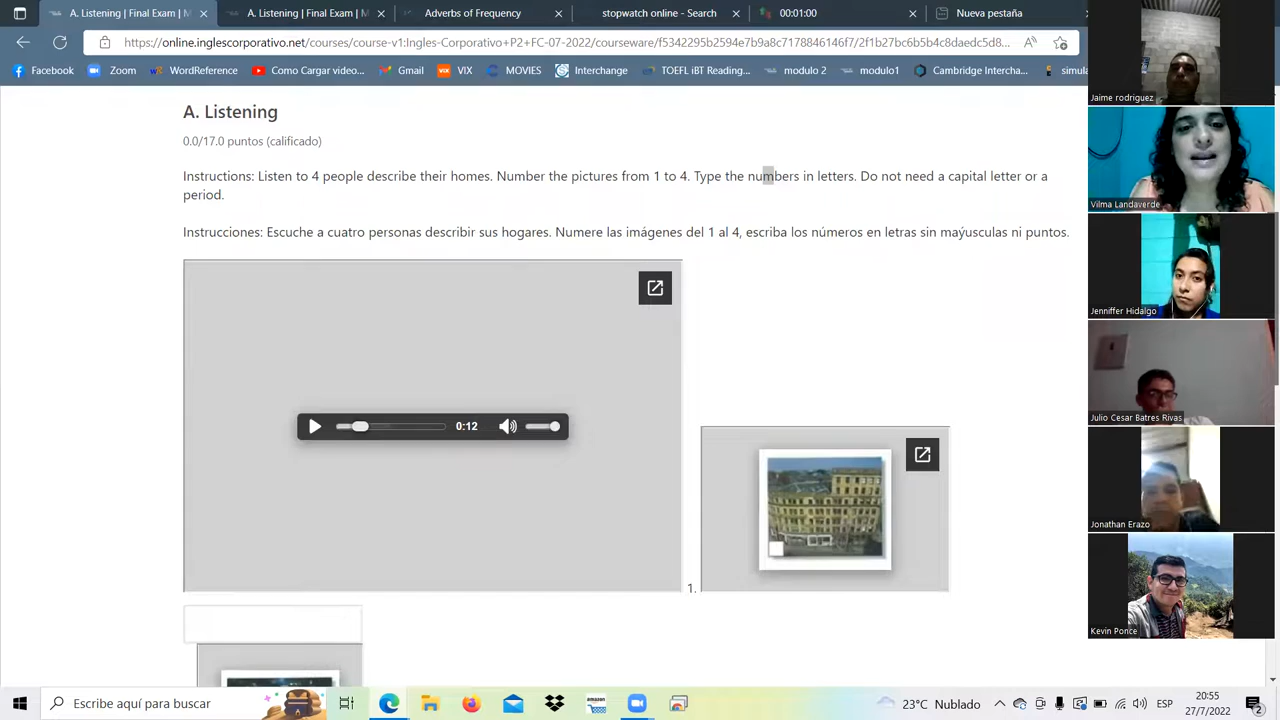 A. Listening | Final Exam | M
A. Listening | Final Exam | M
Adverbs of Frequency
stopwatch online - Search
00:01:00
Nueva pestaña
https://online.inglescorporativo.net/courses/course-v1:Ingles-Corporativo+P2+FC-07-2022/courseware/f5342295b2594e7b9a8c7178846146f7/2f1b27bc6b5b4c8daedc5d8...
Facebook
Zoom
WordReference
Como Cargar video...
Gmail
VIX
MOVIES
Interchange
TOEFL iBT Reading...
módulo 2
modulo1
Cambridge Intercha...
simula
A. Listening
0.0/17.0 puntos (calificado)
Instructions: Listen to 4 people describe their homes. Number the pictures from 1 to 4. Type the numbers in letters. Do not need a capital letter or a
period.
Instrucciones: Escuche a cuatro personas describir sus hogares. Numere las imágenes del 1 al 4, escriba los números en letras sin mayúsculas ni puntos.
0:12
1.
Jaime rodriguez
Vilma Landaverde
Jenniffer Hidalgo
Julio Cesar Batres Rivas
Jonathan Erazo
Kevin Ponce
Escribe aquí para buscar
amazon
23°C Nublado
ESP
20:55
27/7/2022
2